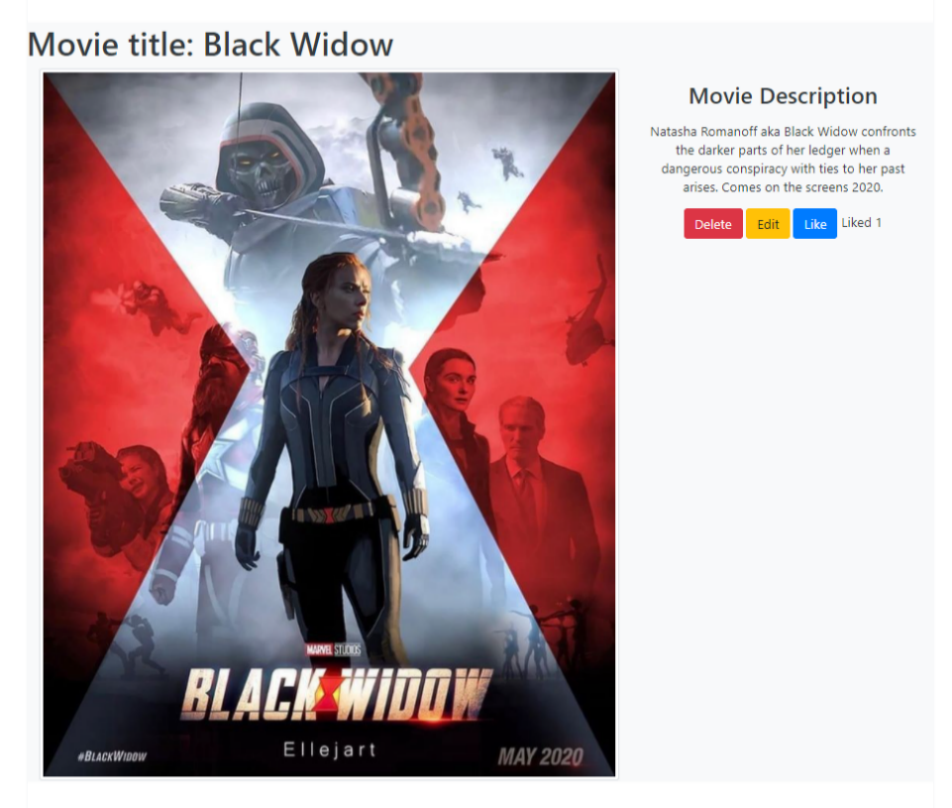 Movie title: Black Widow
Movie Description
Natasha Romanoff aka Black Widow confronts
the darker parts of her ledger when a
dangerous conspiracy with ties to her past
arises. Comes on the screens 2020.
Delete Edit Like Liked 1
MARVEL STUDIOS
BLACK WIDOW
Ellejart
#BLACKWIDOW
MAY 2020